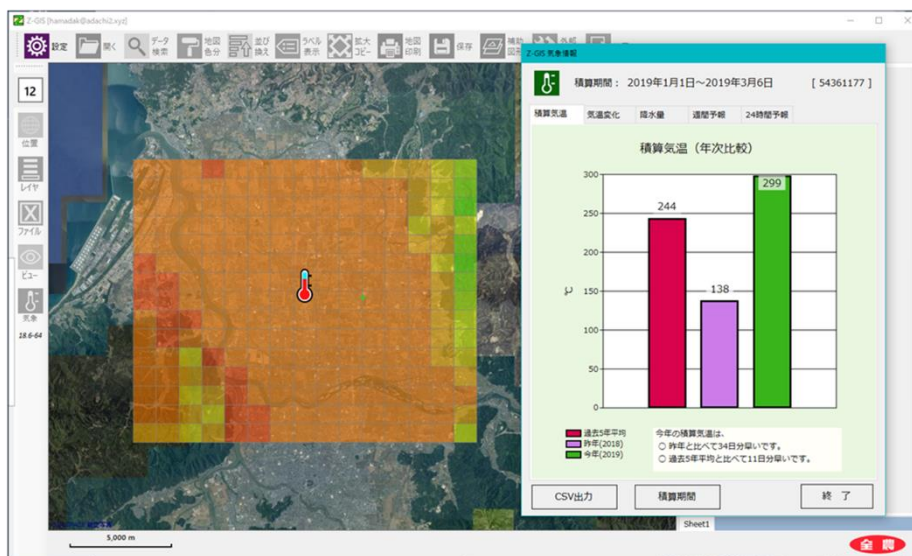 Z-GIS [hamadak@adachi2.xyz]
設定
開く
データ
検索
地図
色分
並び
換え
ラベル
表示
拡大
コピー
地図
印刷
保存
補助
12
位置
レイヤ
ファイル
ビュー
気象
18.6-64
Z-GIS 気象情報
積算期間： 2019年1月1日～2019年3月6日 [ 54361177 ]
積算気温 気温変化 降水量 週間予報 24時間予報
積算気温（年次比較）
300
250
200
150
100
50
0
℃
244
138
299
過去5年平均
昨年(2018)
今年(2019)
今年の積算気温は、
○ 昨年と比べて34日分早いです。
○ 過去5年平均と比べて11日分早いです。
CSV出力 積算期間 終 了
Sheet1
5,000 m
全農